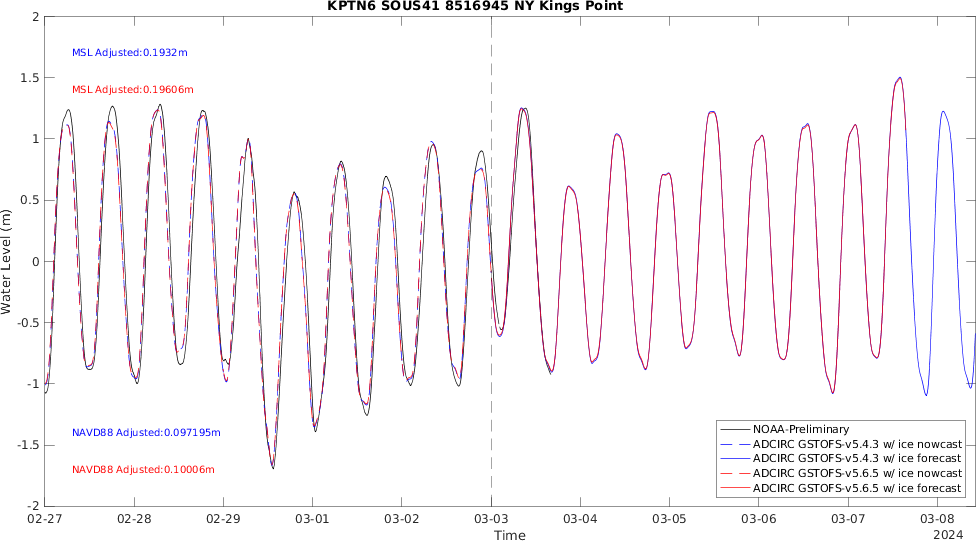 KPTN6 SOUS41 8516945 NY Kings Point
2
1.5
1
0.5
0
-0.5
-1
-1.5
-2
Water Level (m)
MSL Adjusted:0.1932m
MSL Adjusted:0.19606m
NAVD88 Adjusted:0.097195m
NAVD88 Adjusted:0.10006m
NOAA-Preliminary
ADCIRC GSTOFS-v5.4.3 w/ ice nowcast
ADCIRC GSTOFS-v5.4.3 w/ ice forecast
ADCIRC GSTOFS-v5.6.5 w/ ice nowcast
ADCIRC GSTOFS-v5.6.5 w/ ice forecast
02-27 02-28 02-29 03-01 03-02 03-03 03-04 03-05 03-06 03-07 03-08
Time
2024